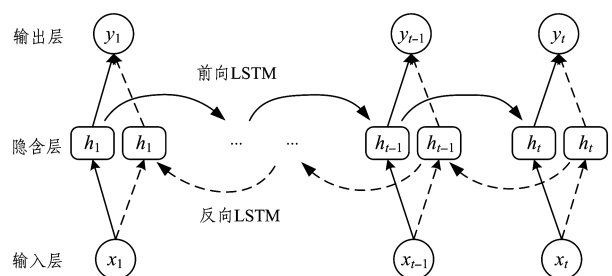 输出层 y1 yt-1 yt
前向LSTM
隐含层 h1 h1 ... ... ht-1 ht-1 ht ht
反向LSTM
输入层 x1 xt-1 xt